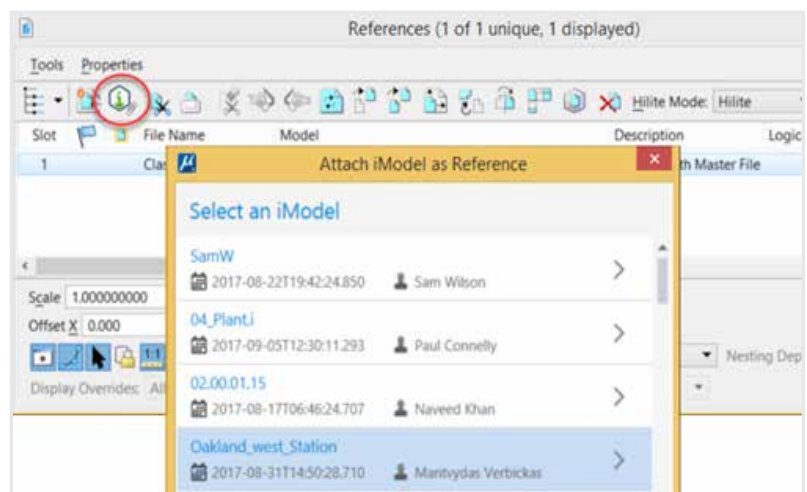 References (1 of 1 unique, 1 displayed)
Tools Properties
Hilite Mode: Hilite
Slot File Name Model Description Logic
1 Clas th Master File
Attach iModel as Reference
Select an iModel
SamW
2017-08-22T19:42:24.850 Sam Wilson
04_Plant.i
2017-09-05T12:30:11.293 Paul Connelly
02.00.01.15
2017-08-17T06:46:24.707 Naveed Khan
Oakland_west_Station
2017-08-31T14:50:28.710 Mantvydas Verbickas
Scale 1.000000000
Offset X 0.000
1:1
Nesting Dep
Display Overrides: All